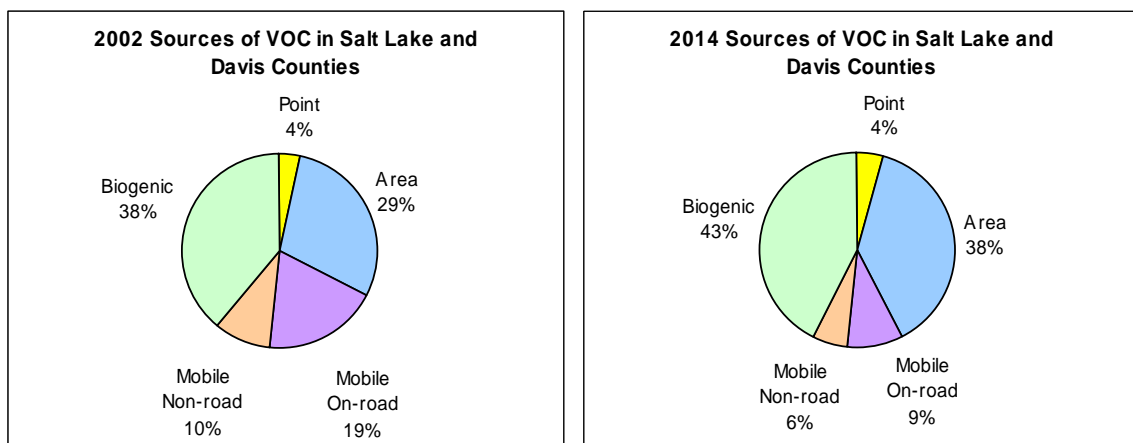 2002 Sources of VOC in Salt Lake and
Davis Counties
Point
4%
Area
29%
Mobile
On-road
19%
Mobile
Non-road
10%
Biogenic
38%
2014 Sources of VOC in Salt Lake and
Davis Counties
Point
4%
Area
38%
Mobile
On-road
9%
Mobile
Non-road
6%
Biogenic
43%